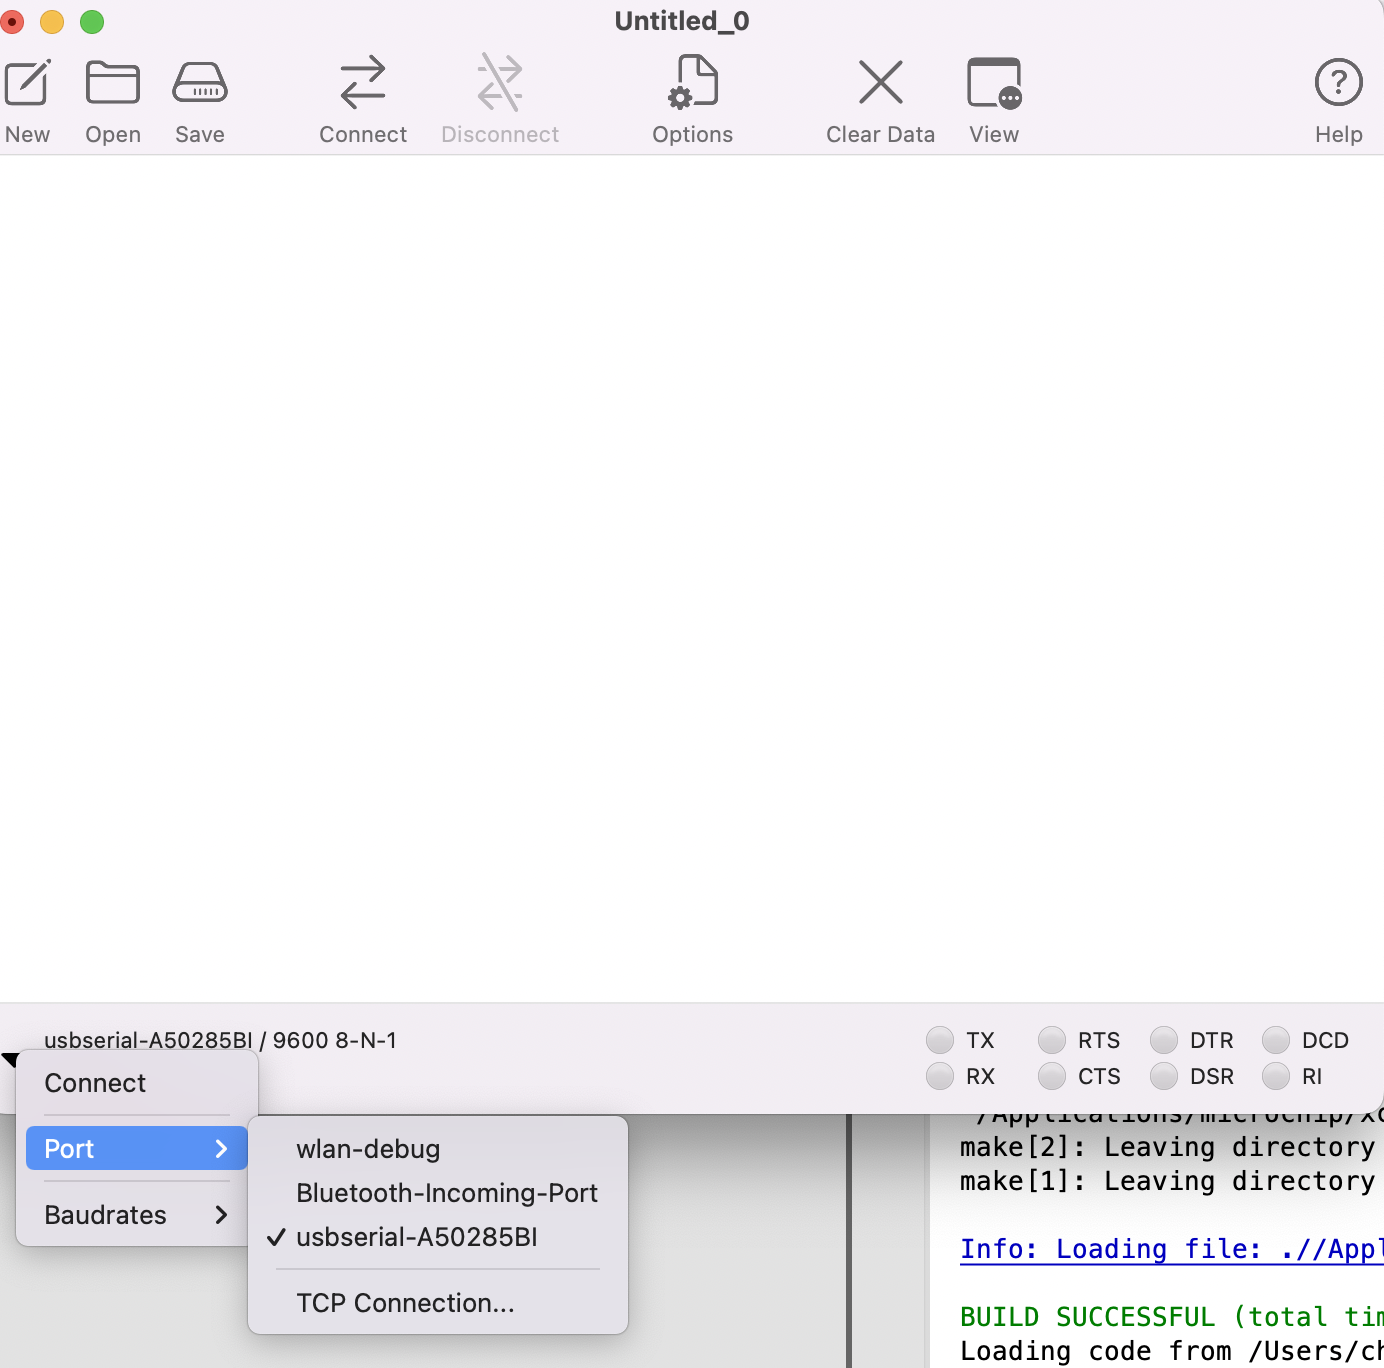 Untitled_0
New
Open
Save
Connect
Disconnect
Options
Clear Data
View
Help
usbserial-A50285BI / 9600 8-N-1
TX
RTS
DTR
DCD
RX
CTS
DSR
RI
Connect
Port
Baudrates
wlan-debug
Bluetooth-Incoming-Port
usbserial-A50285BI
TCP Connection...
/Applications/microchip/xc
make[2]: Leaving directory
make[1]: Leaving directory
Info: Loading file: .//Appl
BUILD SUCCESSFUL (total tim
Loading code from /Users/ch